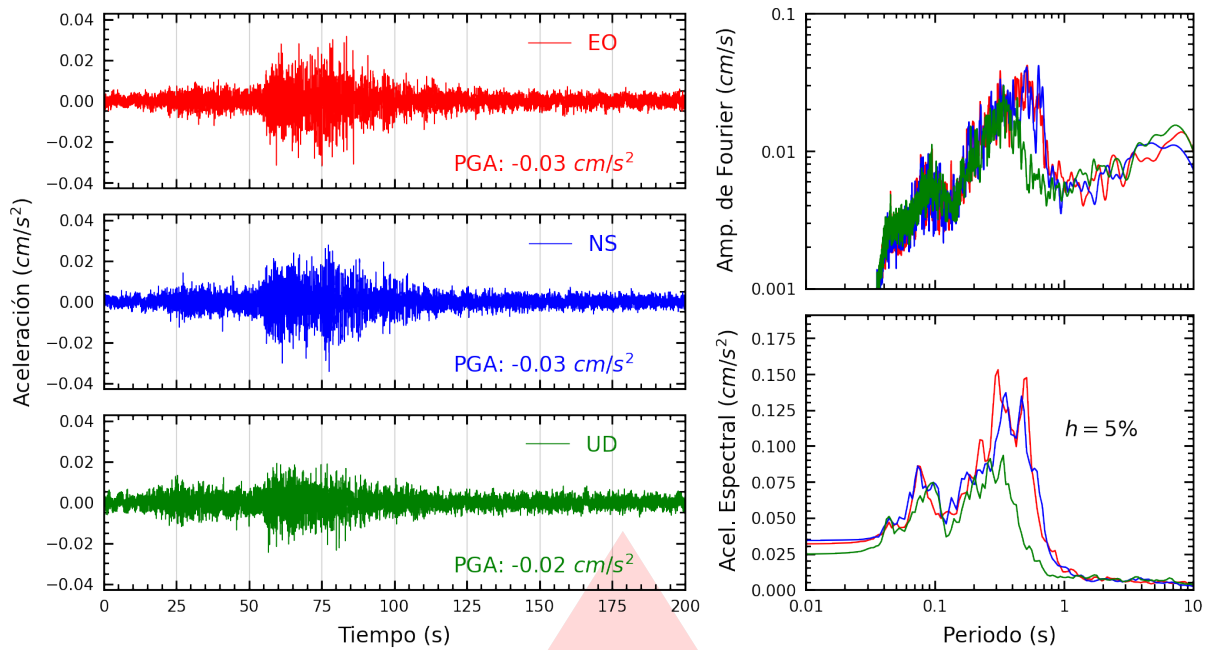 Aceleración (cm/s²)
0.04
0.02
0.00
−0.02
−0.04
EO
PGA: -0.03 cm/s²
0.04
0.02
0.00
−0.02
−0.04
NS
PGA: -0.03 cm/s²
0.04
0.02
0.00
−0.02
−0.04
UD
PGA: -0.02 cm/s²
0 25 50 75 100 125 150 175 200
Tiempo (s)
Amp. de Fourier (cm/s)
0.1
0.01
0.001
Acel. Espectral (cm/s²)
0.175
0.150
0.125
0.100
0.075
0.050
0.025
0.000
h = 5%
0.01 0.1 1 10
Periodo (s)